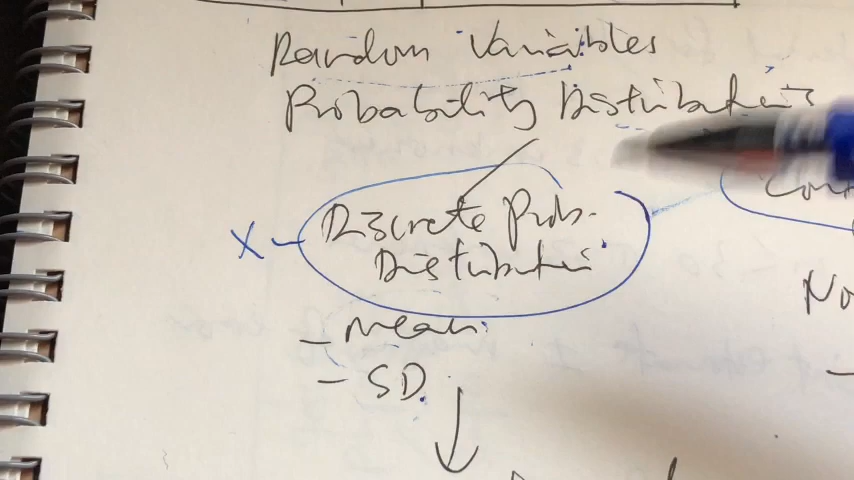 Random Variables
Probability Distributions
X - Discrete Prob.
Distribution
- Mean
- SD